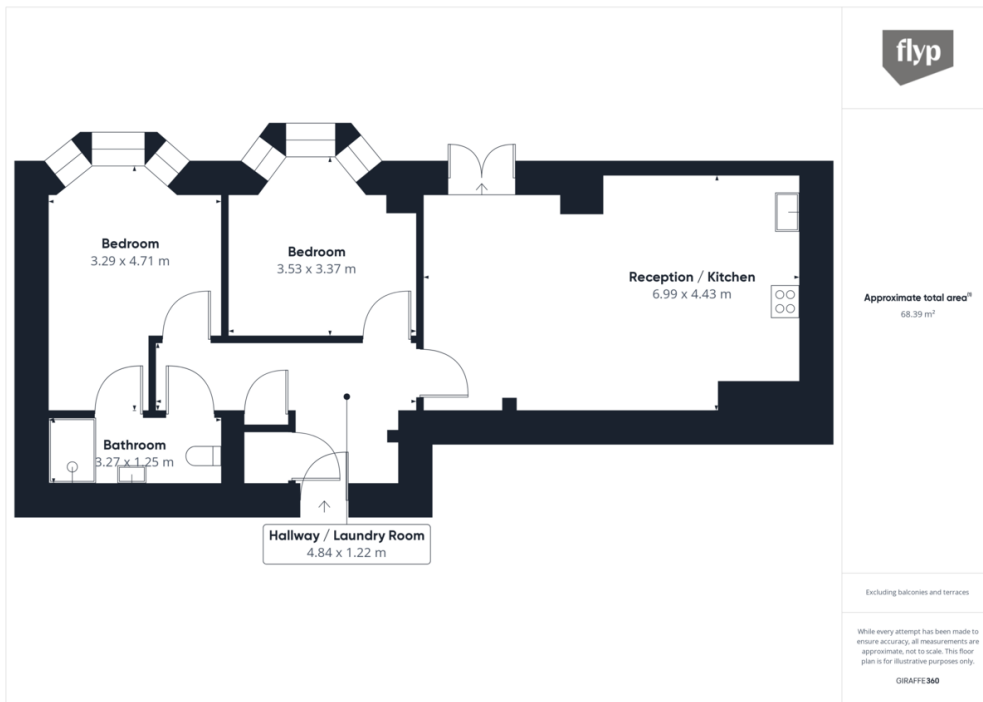 flyp
Bedroom
3.29 x 4.71 m
Bedroom
3.53 x 3.37 m
Reception / Kitchen
6.99 x 4.43 m
Bathroom
3.27 x 1.25 m
Hallway / Laundry Room
4.84 x 1.22 m
Approximate total area⁽¹⁾
68.39 m²
Excluding balconies and terraces
While every attempt has been made to
ensure accuracy, all measurements are
approximate, not to scale. This floor
plan is for illustrative purposes only.
GIRAFFE360